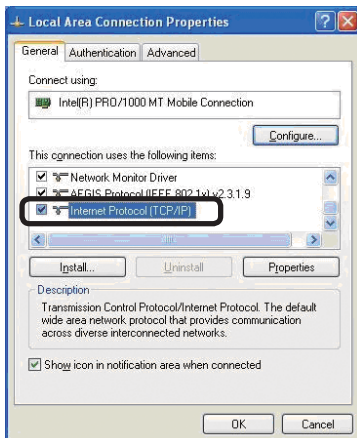 Local Area Connection Properties
General Authentication Advanced
Connect using:
Intel(R) PRO/1000 MT Mobile Connection
Configure...
This connection uses the following items:
Network Monitor Driver
AEGIS Protocol (IEEE 802.1x) v2.3.1.9
Internet Protocol (TCP/IP)
Install... Uninstall Properties
Description
Transmission Control Protocol/Internet Protocol. The default
wide area network protocol that provides communication
across diverse interconnected networks.
Show icon in notification area when connected
OK Cancel